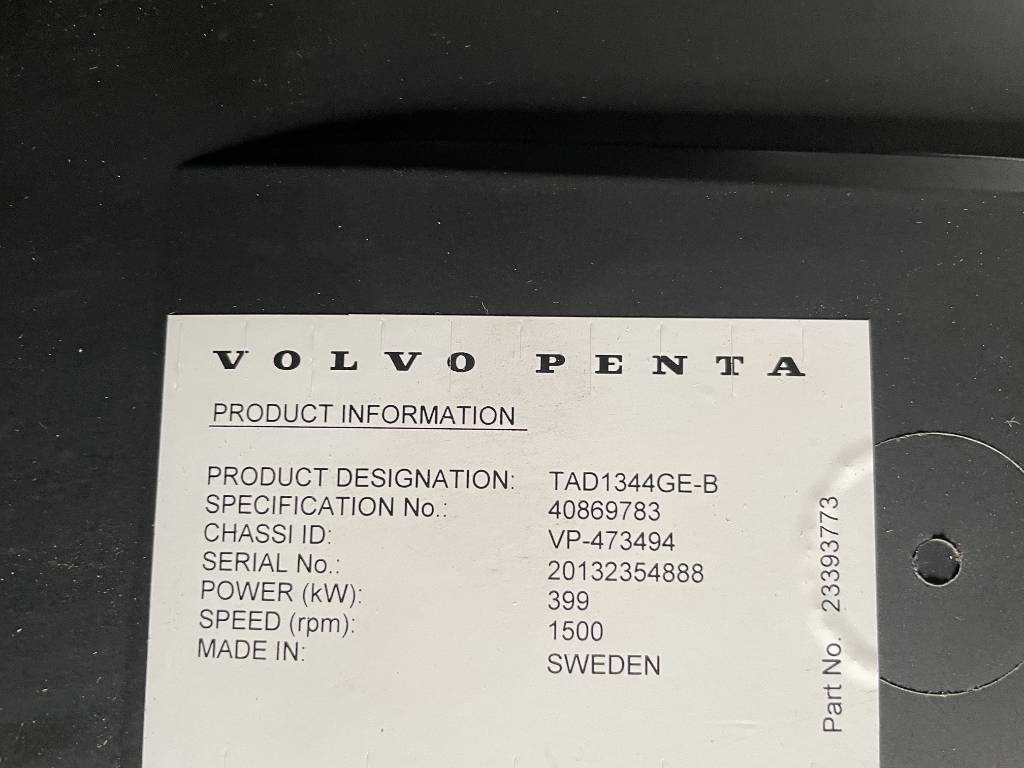 VOLVO PENTA
PRODUCT INFORMATION
PRODUCT DESIGNATION: TAD1344GE-B
SPECIFICATION No.: 40869783
CHASSI ID: VP-473494
SERIAL No.: 20132354888
POWER (kW): 399
SPEED (rpm): 1500
MADE IN: SWEDEN
Part No. 23393773